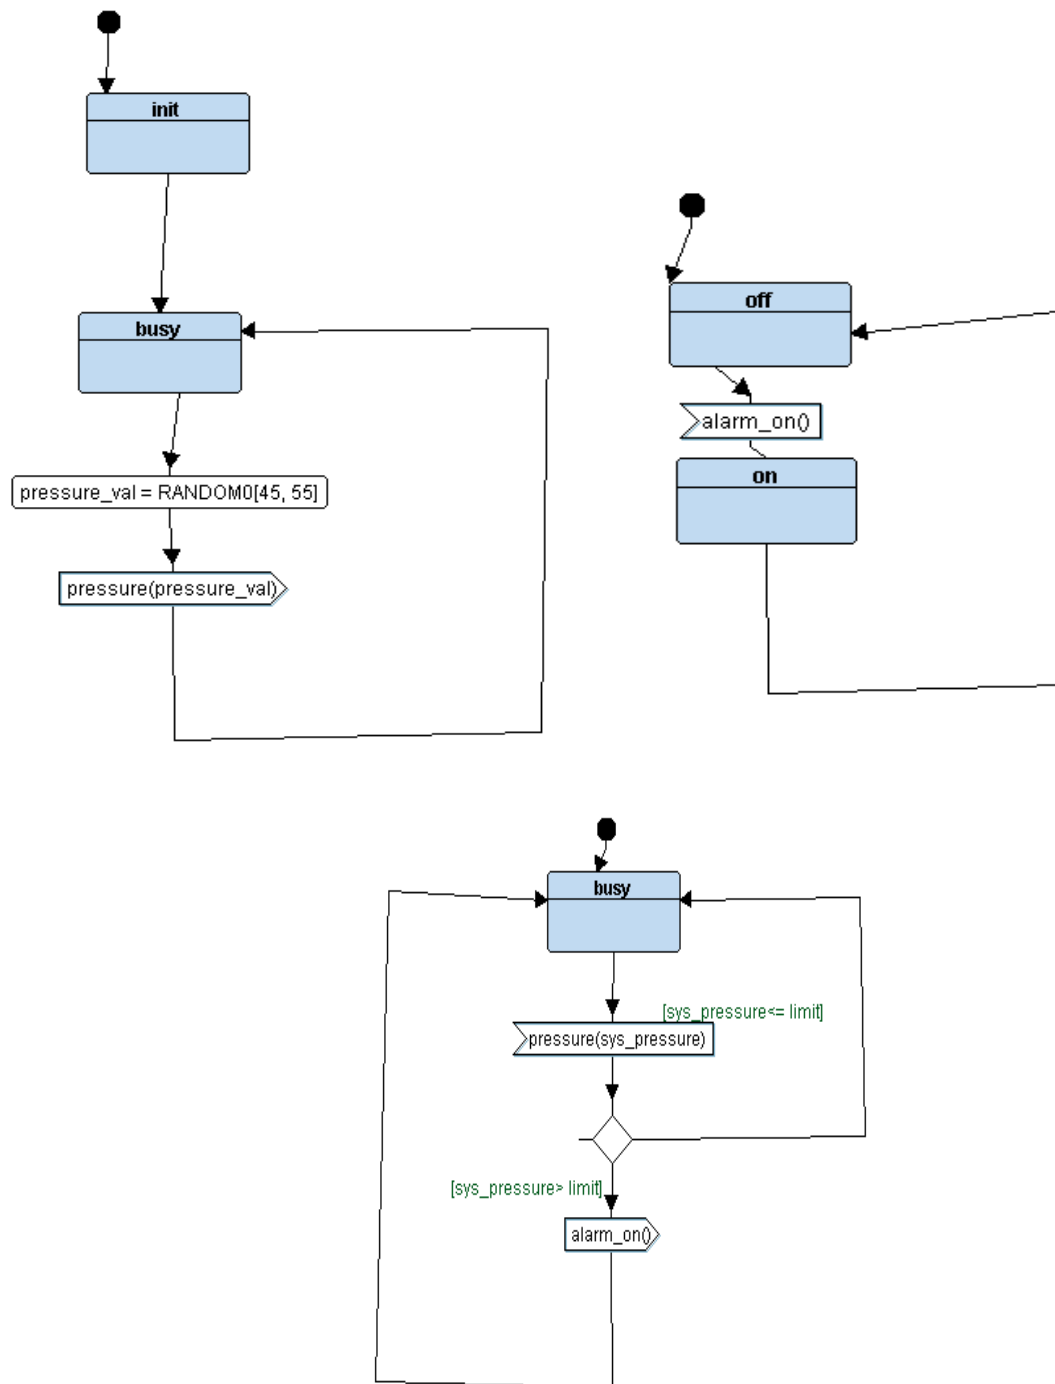 init
busy
pressure_val = RANDOM0[45, 55]
pressure(pressure_val)
off
alarm_on()
on
busy
[sys_pressure<= limit]
pressure(sys_pressure)
[sys_pressure> limit]
alarm_on()